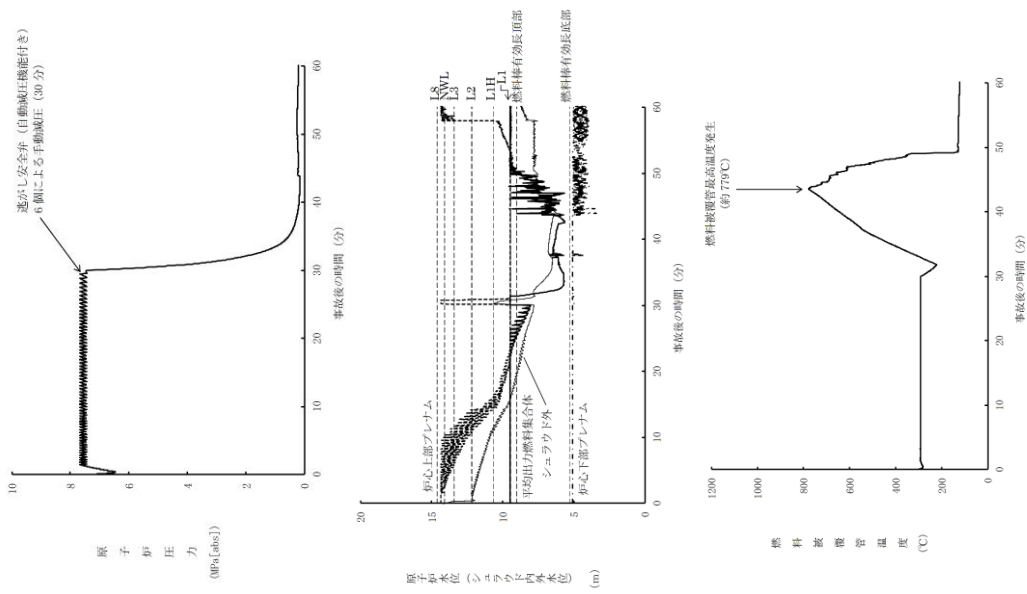 逃がし安全弁（自動減圧機能付き）
6個による手動減圧（30分）
10
8
6
4
2
0
0
10
20
30
40
50
60
事故後の時間（分）
原子炉圧力
(MPa[abs])
炉心上部プレナム
平均出力燃料集合体
シュラウド外
炉心下部プレナム
L8
NWL
L3
L2
L1H
L1
燃料棒有効長頂部
燃料棒有効長底部
20
15
10
5
0
0
10
20
30
40
50
60
事故後の時間（分）
原子炉水位（シュラウド内外水位）
(m)
燃料被覆管最高温度発生
（約779℃）
1200
1000
800
600
400
200
0
0
10
20
30
40
50
60
事故後の時間（分）
燃料被覆管温度
(℃)